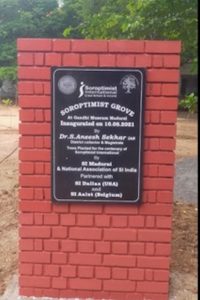 Soroptimist
International
SOROPTIMIST GROVE
At Gandhi Museum Madurai
Inaugurated on 16.08.2021
By
Dr.S.Aneesh Sekhar IAS
District collector & Magistrate
Trees Planted for the centenary of
Soroptimist International
By
SI Madurai
& National Association of SI India
Partnered with
SI Dallas (USA)
and
SI Aalst (Belgium)